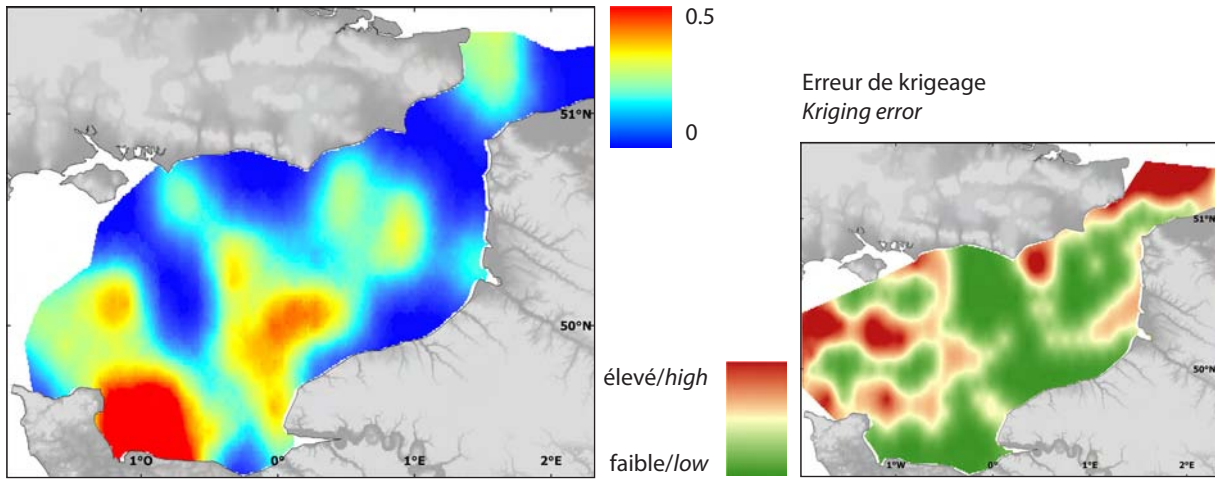 0.5
0
51°N
50°N
1°O
0°
1°E
2°E
Erreur de krigeage
Kriging error
élevé/high
faible/low
51°N
50°N
1°W
0°
1°E
2°E